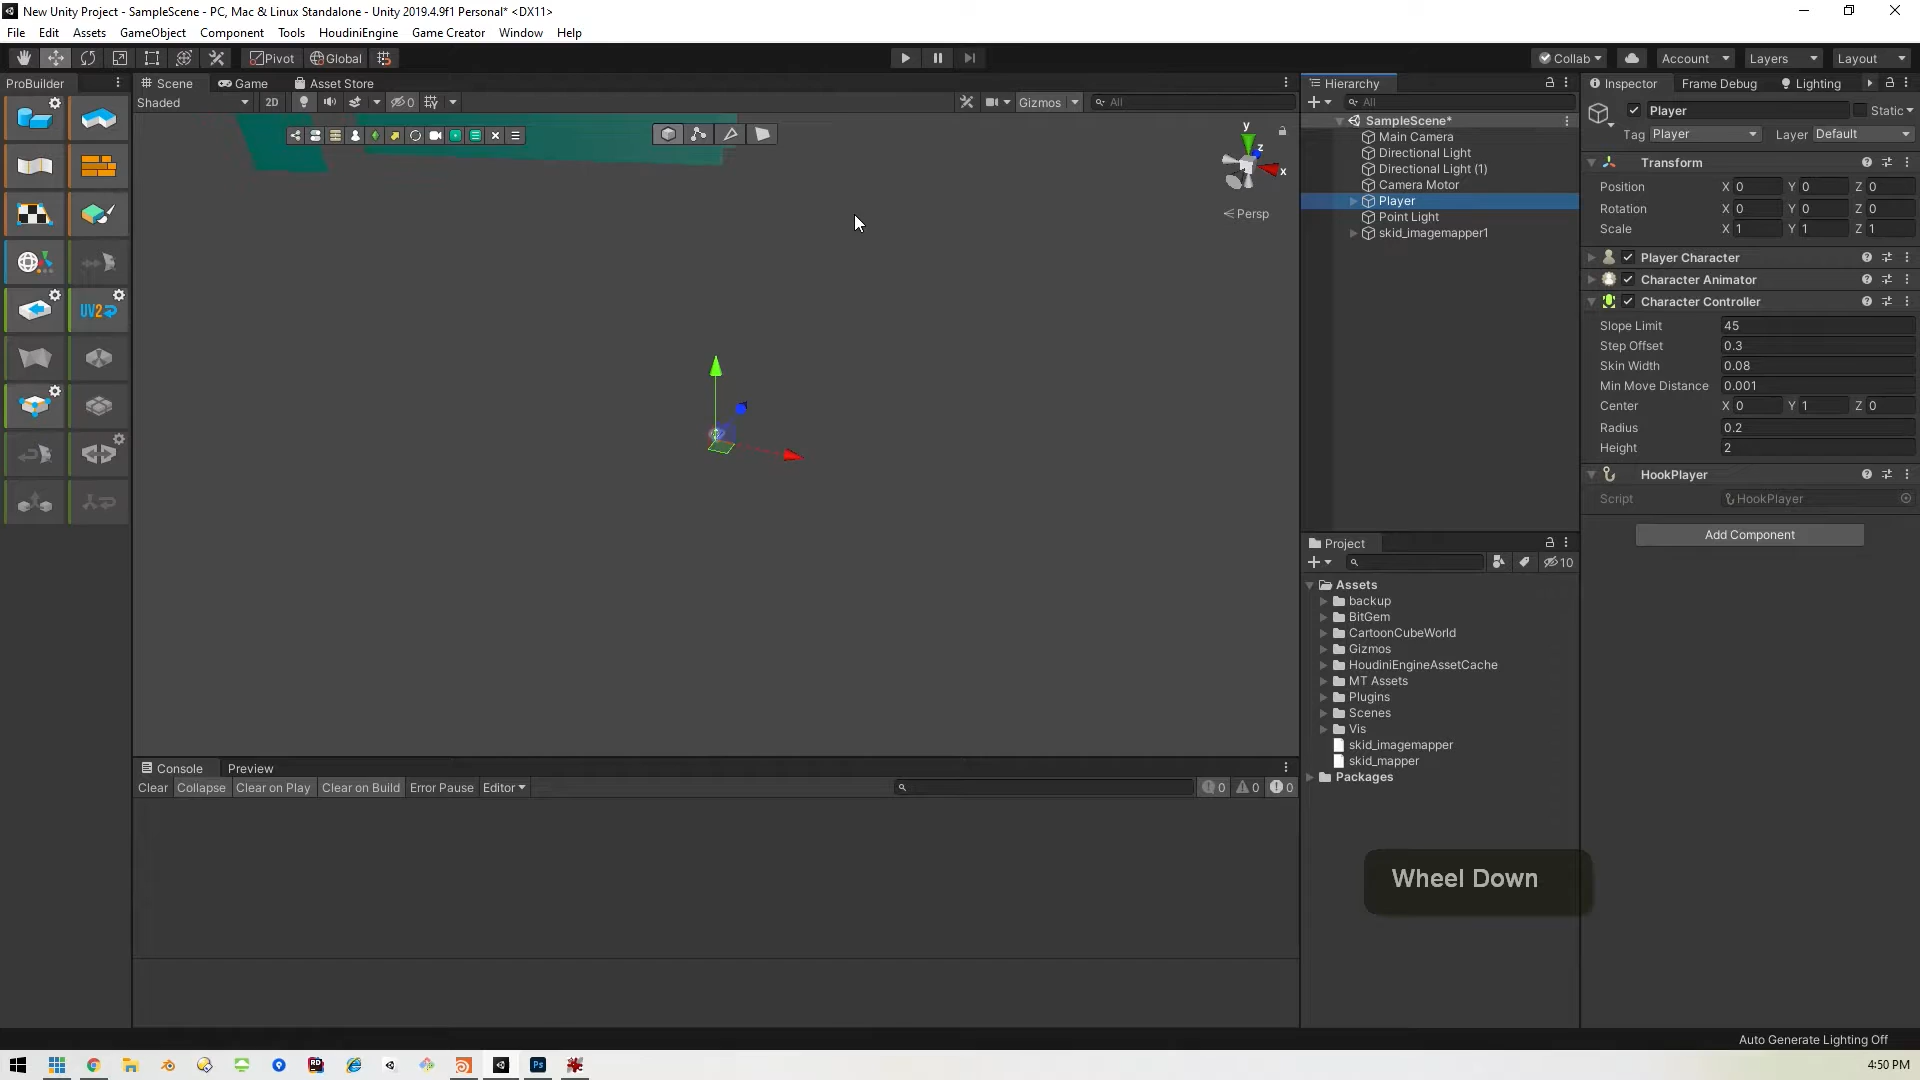 New Unity Project - SampleScene - PC, Mac & Linux Standalone - Unity 2019.4.9f1 Personal* <DX11>
File Edit Assets GameObject Component Tools HoudiniEngine Game Creator Window Help
Pivot Global Collab Account Layers Layout
ProBuilder Scene Game Asset Store
Shaded 2D 0 Gizmos All
Persp
y
z
x
UV2
Hierarchy
All
SampleScene*
Main Camera
Directional Light
Directional Light (1)
Camera Motor
Player
Point Light
skid_imagemapper1
Inspector Frame Debug Lighting
Player Static
Tag Player Layer Default
Transform
Position X 0 Y 0 Z 0
Rotation X 0 Y 0 Z 0
Scale X 1 Y 1 Z 1
Player Character
Character Animator
Character Controller
Slope Limit 45
Step Offset 0.3
Skin Width 0.08
Min Move Distance 0.001
Center X 0 Y 1 Z 0
Radius 0.2
Height 2
HookPlayer
Script HookPlayer
Add Component
Project
10
Assets
backup
BitGem
CartoonCubeWorld
Gizmos
HoudiniEngineAssetCache
MT Assets
Plugins
Scenes
Vis
skid_imagemapper
skid_mapper
Packages
Console Preview
Clear Collapse Clear on Play Clear on Build Error Pause Editor 0 0 0
Wheel Down
Auto Generate Lighting Off
RD Ps 4:50 PM